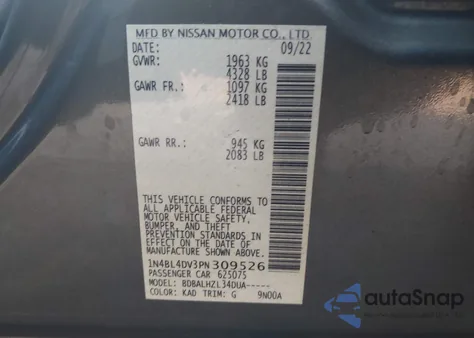 MFD BY NISSAN MOTOR CO., LTD.
DATE 09/22
GVWR: 1963 KG
4328 LB
GAWR FR.: 1097 KG
2418 LB
GAWR RR.: 945 KG
2083 LB
THIS VEHICLE CONFORMS TO
ALL APPLICABLE FEDERAL
MOTOR VEHICLE SAFETY,
BUMPER, AND THEFT
PREVENTION STANDARDS IN
EFFECT ON THE DATE OF
MANUFACTURE SHOWN ABOVE.
1N4BL4DV3PN309526
PASSENGER CAR 625075
MODEL: BDBALHZL34DUA-----
COLOR: KAD TRIM: G 9N00A
autoSnap